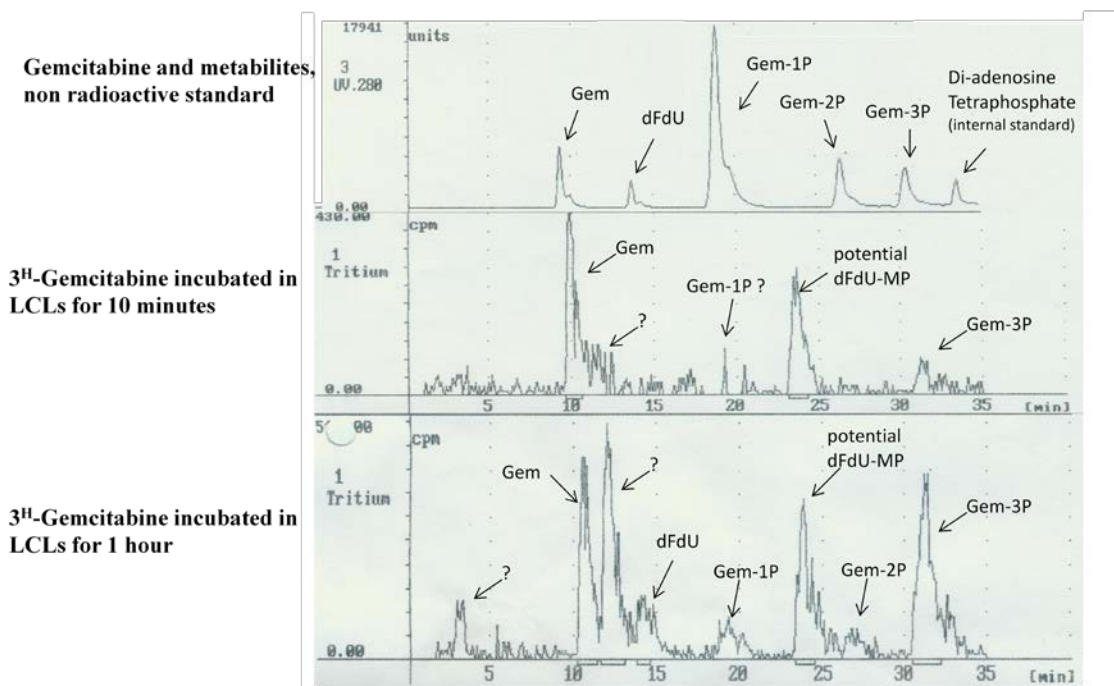 Gemcitabine and metabilites,
non radioactive standard
17941
units
3
UV.280
0.00
Gem
dFdU
Gem-1P
Gem-2P
Gem-3P
Di-adenosine
Tetraphosphate
(internal standard)
3H-Gemcitabine incubated in
LCLs for 10 minutes
430.00
cpm
1
Tritium
0.00
Gem
?
Gem-1P ?
potential
dFdU-MP
Gem-3P
5 10 15 20 25 30 35 [min]
3H-Gemcitabine incubated in
LCLs for 1 hour
00
cpm
1
Tritium
0.00
?
Gem
?
dFdU
Gem-1P
potential
dFdU-MP
Gem-2P
Gem-3P
5 10 15 20 25 30 35 [min]